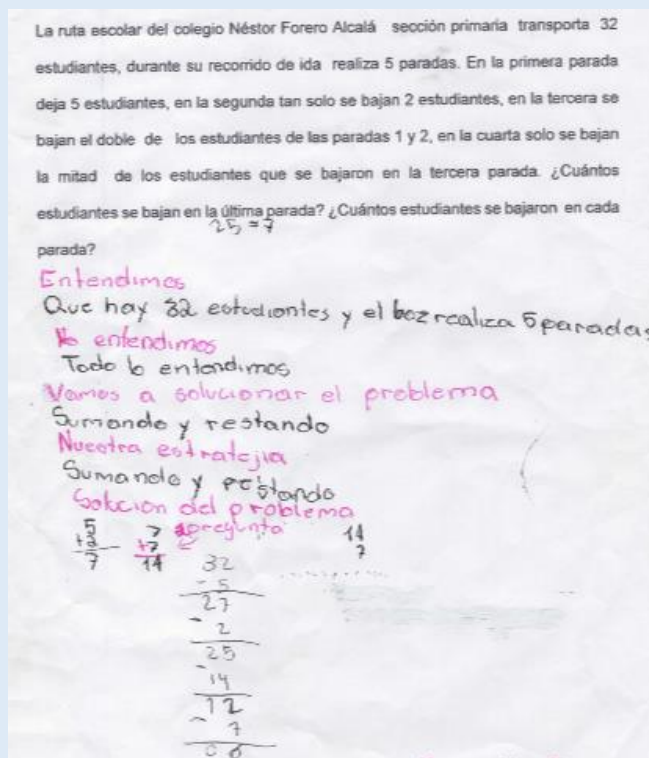 La ruta escolar del colegio Néstor Forero Alcalá sección primaria transporta 32
estudiantes, durante su recorrido de ida realiza 5 paradas. En la primera parada
deja 5 estudiantes, en la segunda tan solo se bajan 2 estudiantes, en la tercera se
bajan el doble de los estudiantes de las paradas 1 y 2, en la cuarta solo se bajan
la mitad de los estudiantes que se bajaron en la tercera parada. ¿Cuántos
estudiantes se bajan en la última parada? ¿Cuántos estudiantes se bajaron en cada
25 = 7
parada?
Entendimos
Que hay 32 estudiantes y el boz realiza 5 paradas
No entendimos
Todo lo entendimos
Vamos a solucionar el problema
Sumando y restando
Nuestra estratejia
Sumando y restando
Solucion del problema
5 7 apregunta 14
+2 +7 7
7 14 32
- 5
27
- 2
25
- 14
12
- 7
0